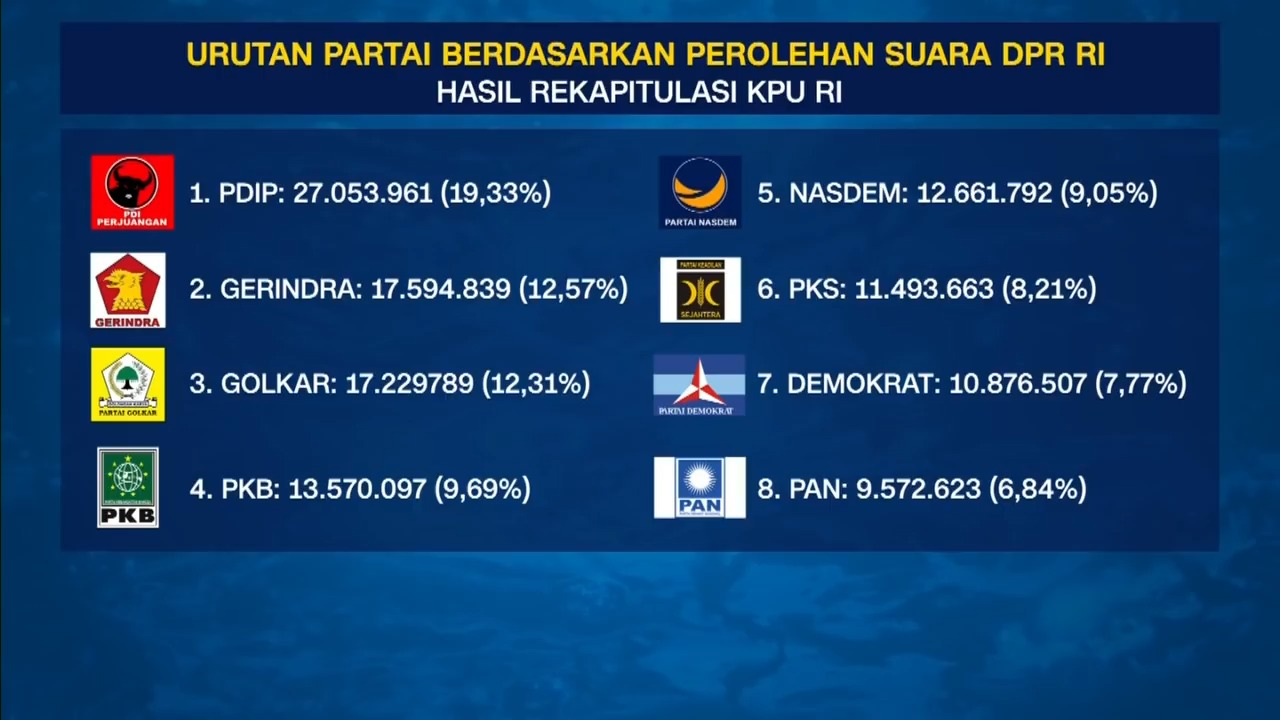 URUTAN PARTAI BERDASARKAN PEROLEHAN SUARA DPR RI
HASIL REKAPITULASI KPU RI
PDI
PERJUANGAN
1. PDIP: 27.053.961 (19,33%)
GERINDRA
2. GERINDRA: 17.594.839 (12,57%)
PARTAI GOLKAR
3. GOLKAR: 17.229789 (12,31%)
PKB
4. PKB: 13.570.097 (9,69%)
PARTAI NASDEM
5. NASDEM: 12.661.792 (9,05%)
PARTAI KEADILAN
SEJAHTERA
6. PKS: 11.493.663 (8,21%)
PARTAI DEMOKRAT
7. DEMOKRAT: 10.876.507 (7,77%)
PAN
8. PAN: 9.572.623 (6,84%)